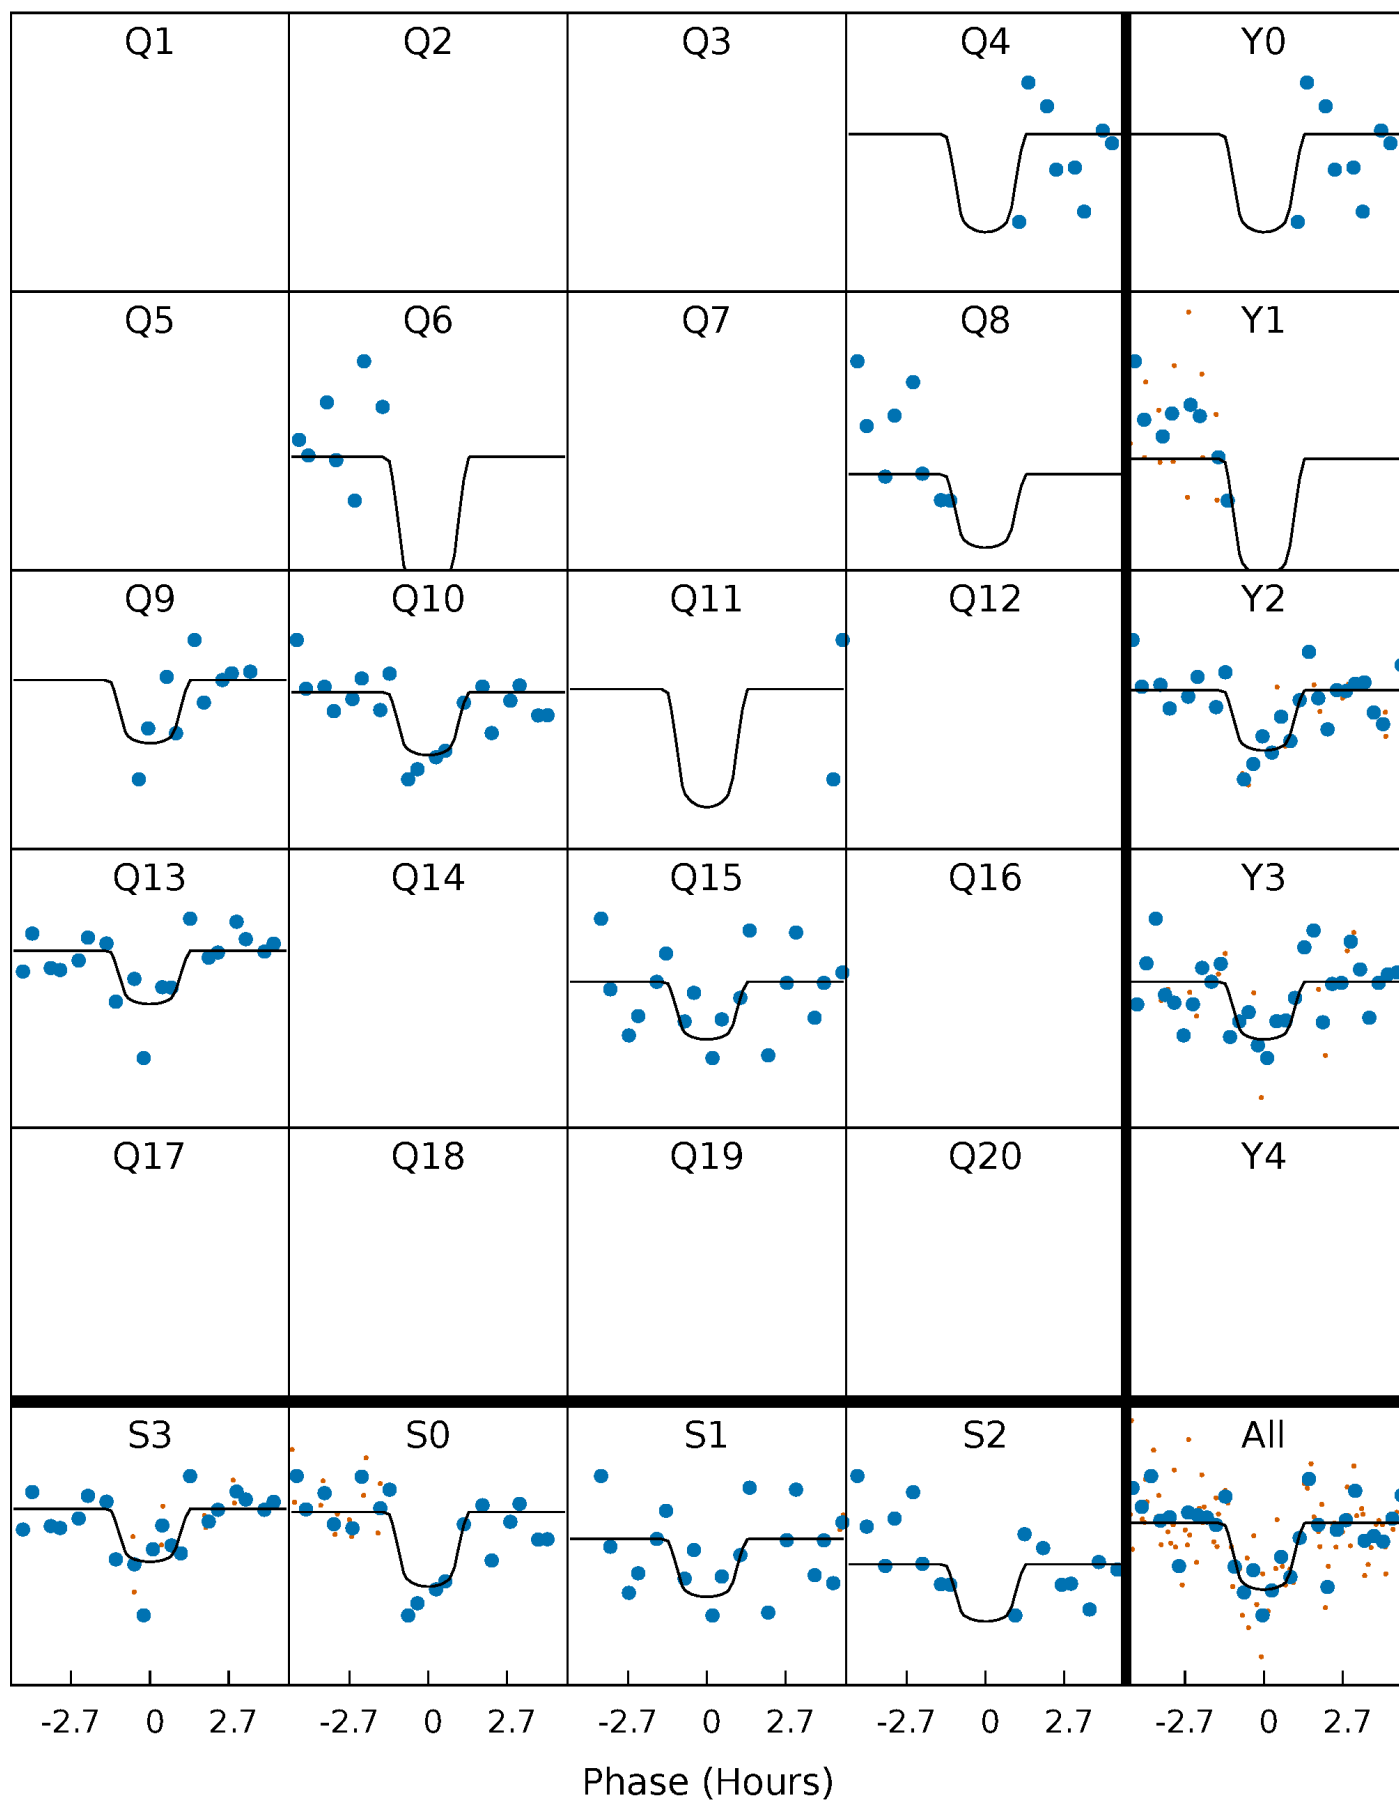 Q1 Q2 Q3 Q4 Y0
Q5 Q6 Q7 Q8 Y1
Q9 Q10 Q11 Q12 Y2
Q13 Q14 Q15 Q16 Y3
Q17 Q18 Q19 Q20 Y4
S3 S0 S1 S2 All
-2.7 0 2.7 -2.7 0 2.7 -2.7 0 2.7 -2.7 0 2.7 -2.7 0 2.7
Phase (Hours)